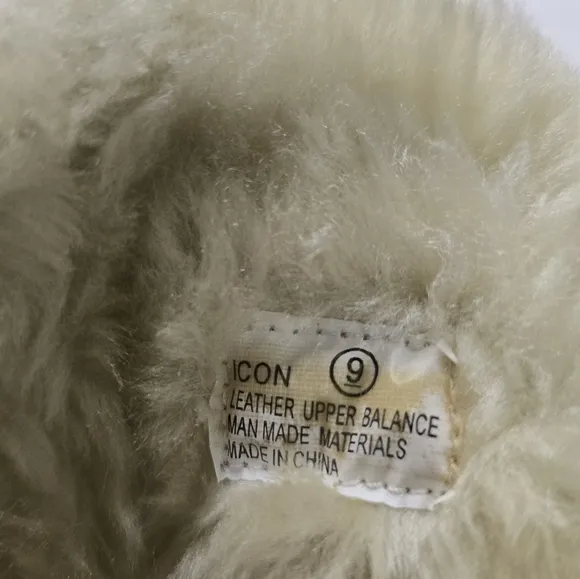 ICON 9
LEATHER UPPER BALANCE
MAN MADE MATERIALS
MADE IN CHINA